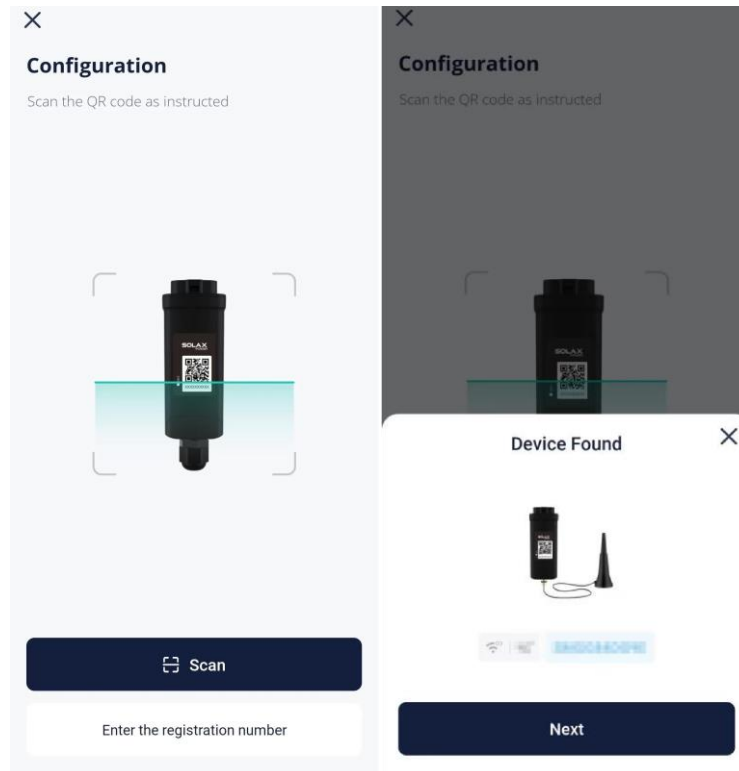 Configuration
Scan the QR code as instructed
SOLAX
Scan
Enter the registration number
Configuration
Scan the QR code as instructed
SOLAX
Device Found
Next